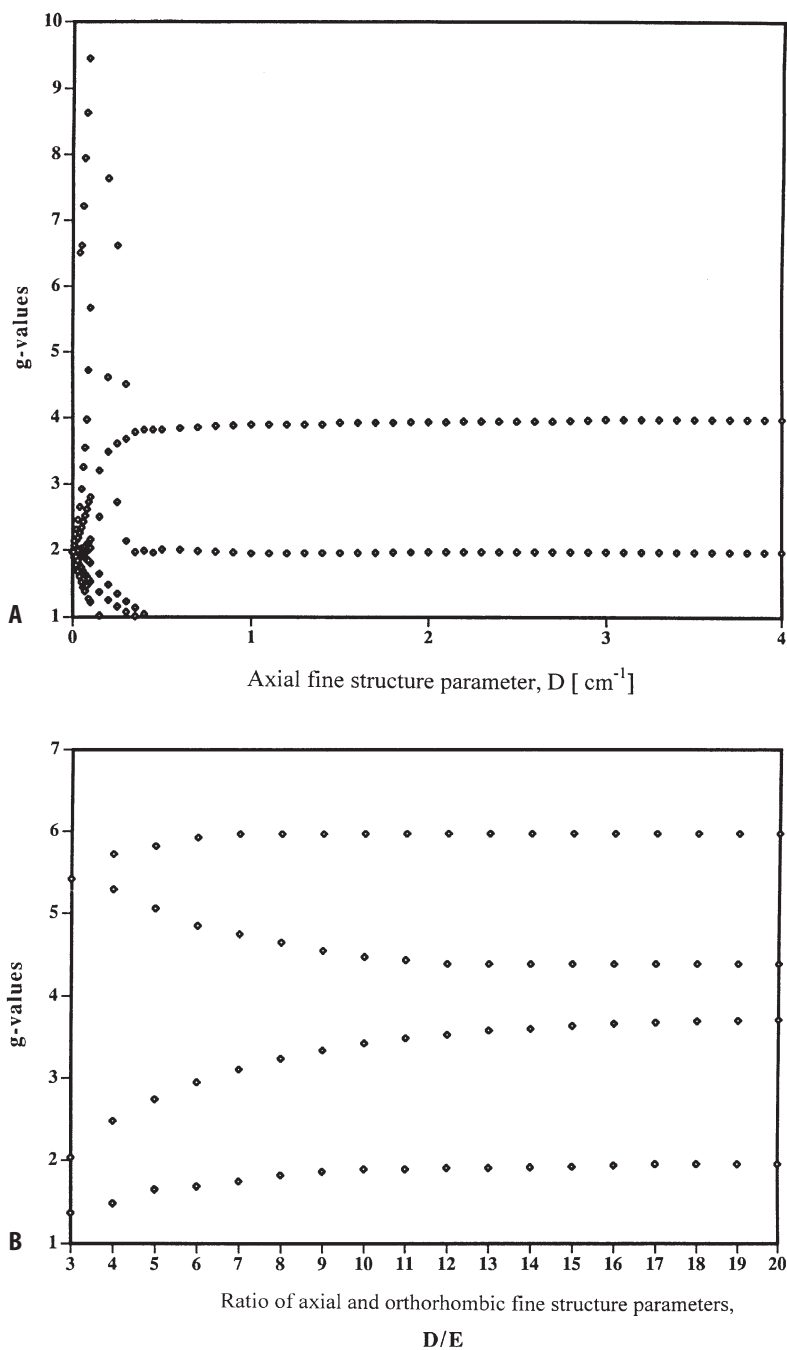 10
9
8
7
6
5
4
3
2
1
g-values
A
0
1
2
3
4
Axial fine structure parameter, D [ cm-1]
7
6
5
4
3
2
1
g-values
B
3 4 5 6 7 8 9 10 11 12 13 14 15 16 17 18 19 20
Ratio of axial and orthorhombic fine structure parameters,
D/E